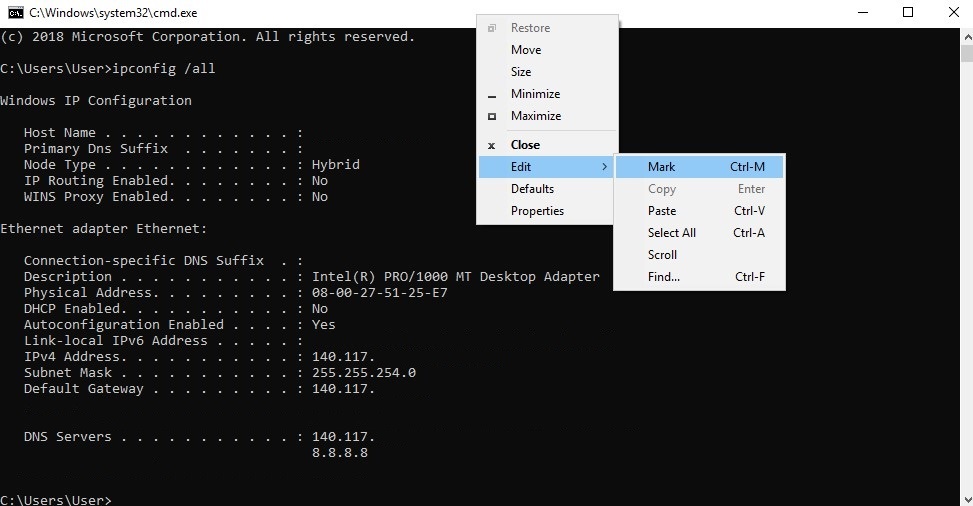 C:\Windows\system32\cmd.exe
(c) 2018 Microsoft Corporation. All rights reserved.
C:\Users\User>ipconfig /all
Windows IP Configuration
Host Name . . . . . . . . . . . . :
Primary Dns Suffix  . . . . . . . :
Node Type . . . . . . . . . . . . : Hybrid
IP Routing Enabled. . . . . . . . : No
WINS Proxy Enabled. . . . . . . . : No
Ethernet adapter Ethernet:
Connection-specific DNS Suffix  . :
Description . . . . . . . . . . . : Intel(R) PRO/1000 MT Desktop Adapter
Physical Address. . . . . . . . . : 08-00-27-51-25-E7
DHCP Enabled. . . . . . . . . . . : No
Autoconfiguration Enabled . . . . : Yes
Link-local IPv6 Address . . . . . :
IPv4 Address. . . . . . . . . . . : 140.117.
Subnet Mask . . . . . . . . . . . : 255.255.254.0
Default Gateway . . . . . . . . . : 140.117.
DNS Servers . . . . . . . . . . . : 140.117.
8.8.8.8
C:\Users\User>
Restore
Move
Size
Minimize
Maximize
x Close
Edit >
Defaults
Properties
Mark Ctrl-M
Copy Enter
Paste Ctrl-V
Select All Ctrl-A
Scroll
Find... Ctrl-F